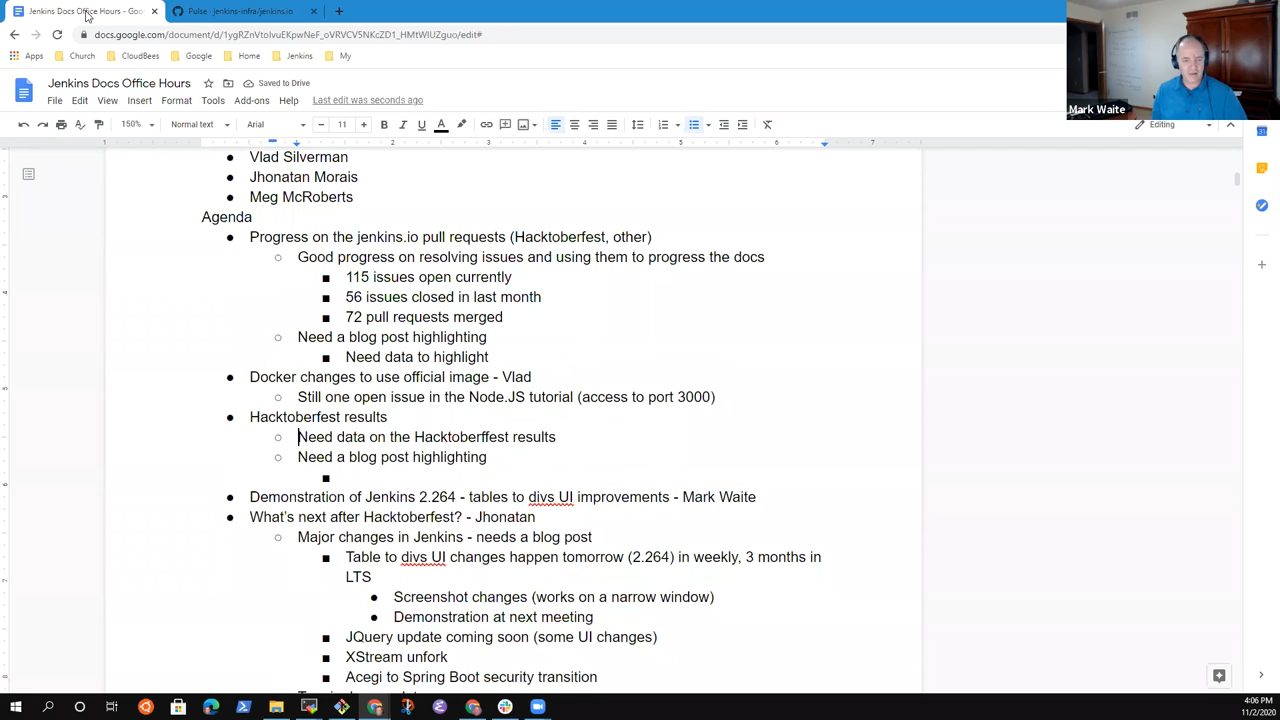 Jenkins Docs Office Hours - Goo
Pulse · jenkins-infra/jenkins.io
docs.google.com/document/d/1ygRZnVtoIvuEKpwNeF_oVRVCV5NKcZD1_HMtWIUZguo/edit#
Apps Church CloudBees Google Home Jenkins My
Jenkins Docs Office Hours
Saved to Drive
File Edit View Insert Format Tools Add-ons Help Last edit was seconds ago
150% Normal text Arial 11 Editing
Mark Waite
1 2 3 4 5 6 7
Vlad Silverman
Jhonatan Morais
Meg McRoberts
Agenda
Progress on the jenkins.io pull requests (Hacktoberfest, other)
Good progress on resolving issues and using them to progress the docs
115 issues open currently
56 issues closed in last month
72 pull requests merged
Need a blog post highlighting
Need data to highlight
Docker changes to use official image - Vlad
Still one open issue in the Node.JS tutorial (access to port 3000)
Hacktoberfest results
Need data on the Hacktoberffest results
Need a blog post highlighting
Demonstration of Jenkins 2.264 - tables to divs UI improvements - Mark Waite
What's next after Hacktoberfest? - Jhonatan
Major changes in Jenkins - needs a blog post
Table to divs UI changes happen tomorrow (2.264) in weekly, 3 months in
LTS
Screenshot changes (works on a narrow window)
Demonstration at next meeting
JQuery update coming soon (some UI changes)
XStream unfork
Acegi to Spring Boot security transition
4:06 PM
11/2/2020